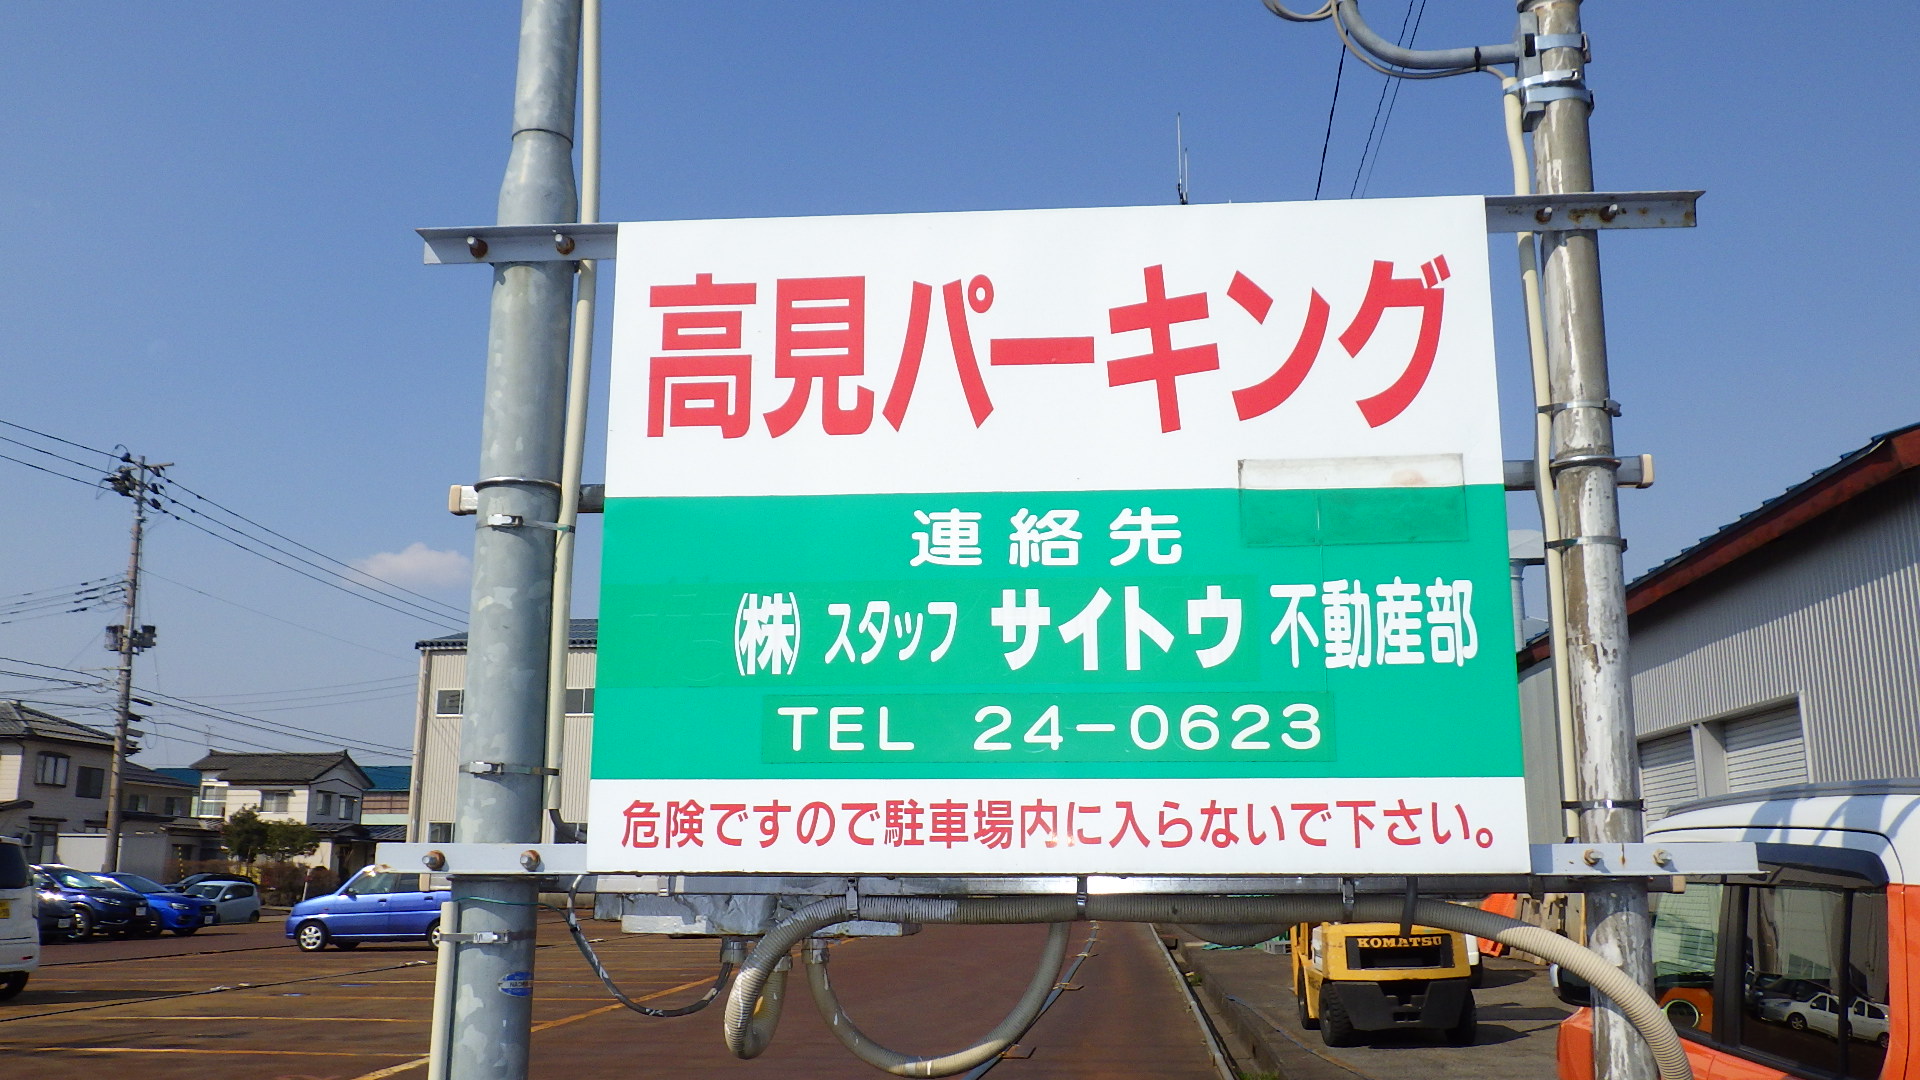 高見パーキング
連絡先
㈱ スタッフ サイトウ 不動産部
TEL 24-0623
危険ですので駐車場内に入らないで下さい。
KOMATSU